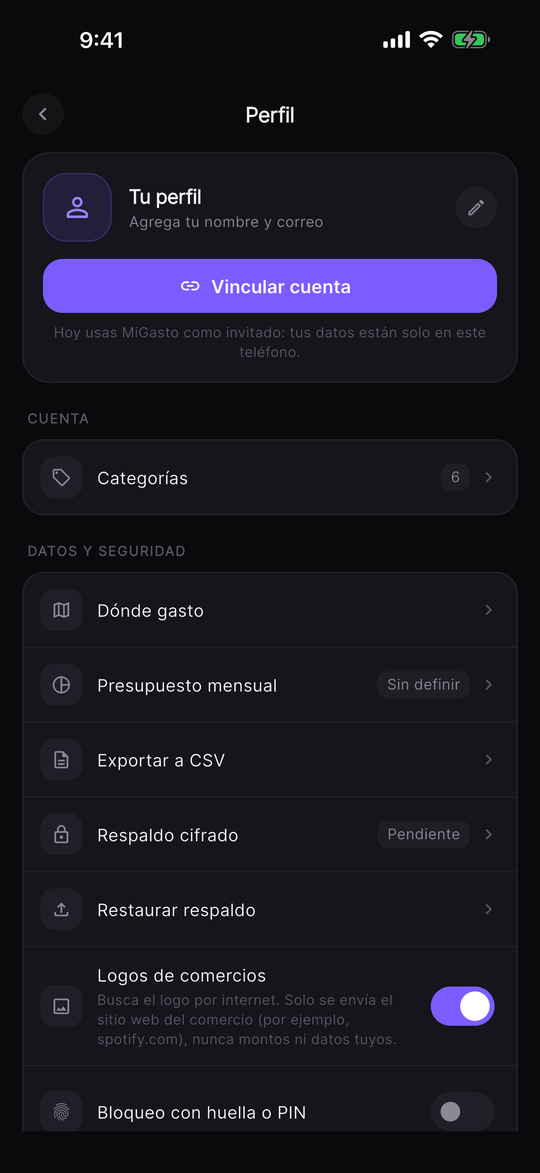 9:41
Perfil
Tu perfil
Agrega tu nombre y correo
Vincular cuenta
Hoy usas MiGasto como invitado: tus datos están solo en este
teléfono.
CUENTA
Categorías 6
DATOS Y SEGURIDAD
Dónde gasto
Presupuesto mensual Sin definir
Exportar a CSV
Respaldo cifrado Pendiente
Restaurar respaldo
Logos de comercios
Busca el logo por internet. Solo se envía el
sitio web del comercio (por ejemplo,
spotify.com), nunca montos ni datos tuyos.
Bloqueo con huella o PIN